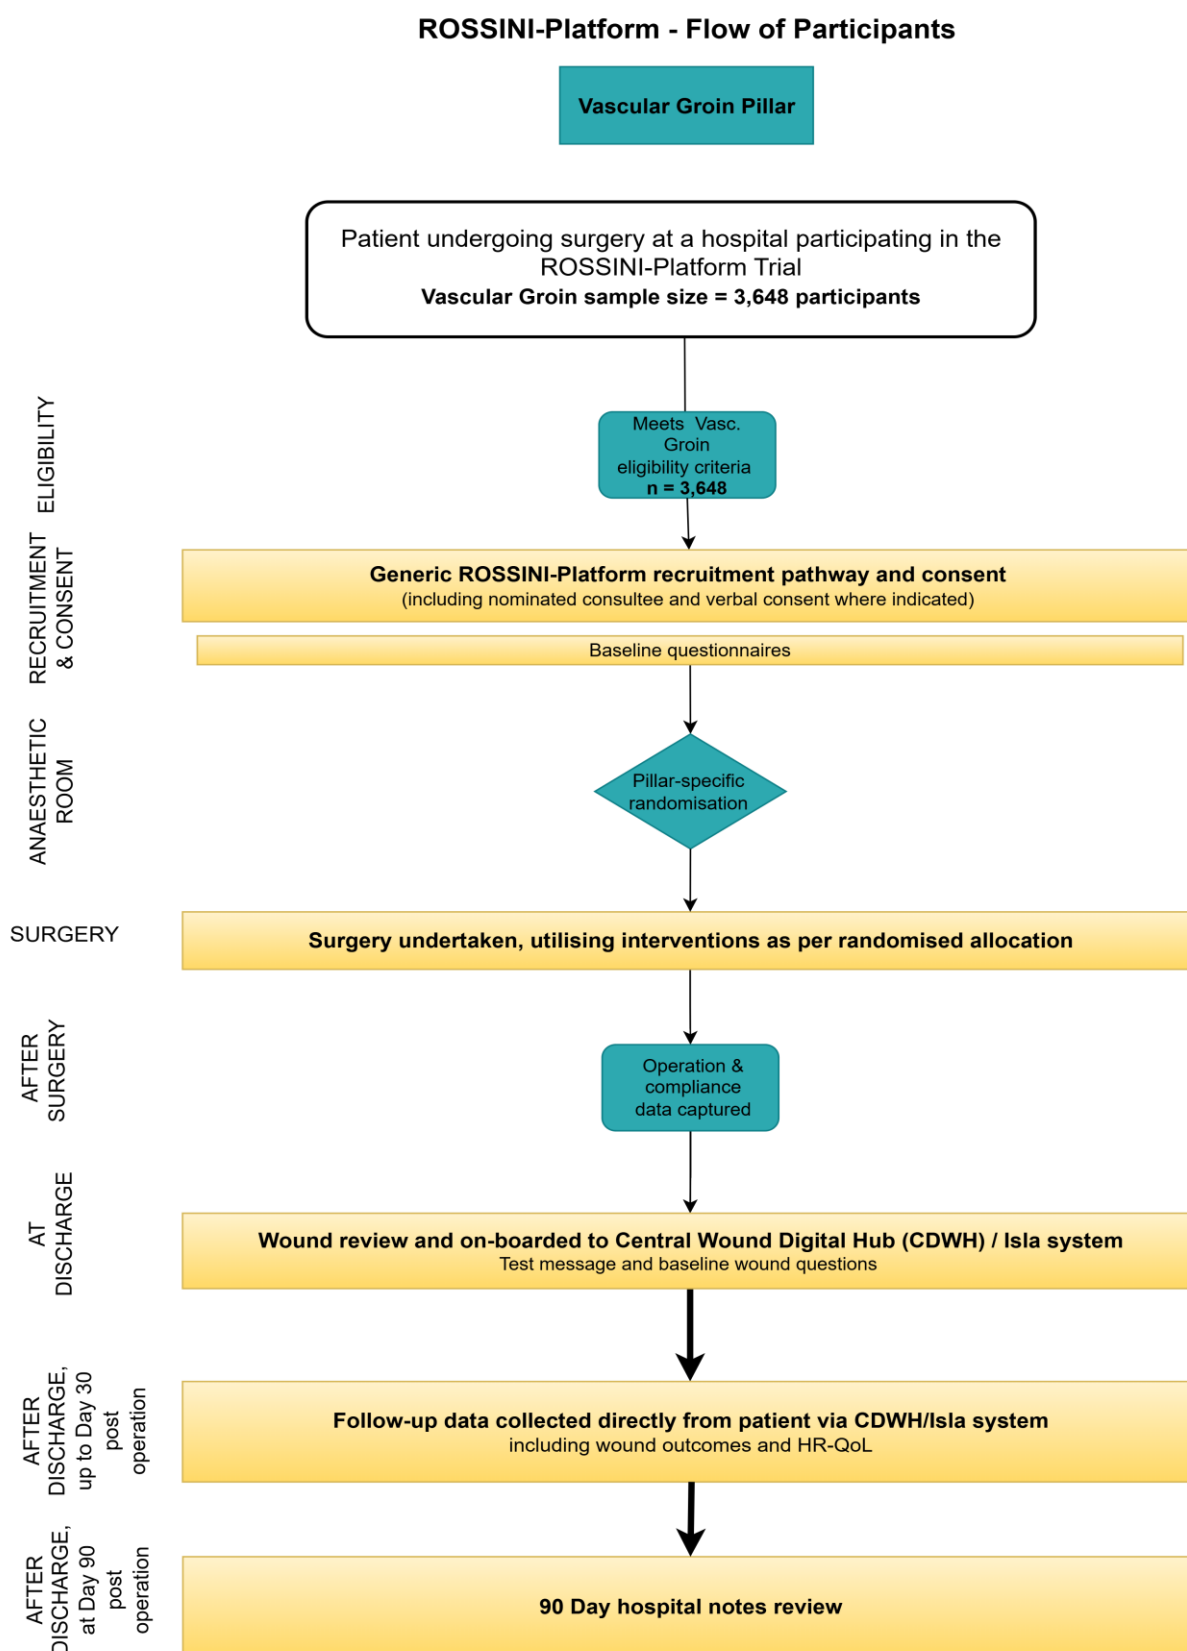 ROSSINI-Platform - Flow of Participants
Vascular Groin Pillar
Patient undergoing surgery at a hospital participating in the
ROSSINI-Platform Trial
Vascular Groin sample size = 3,648 participants
ELIGIBILITY
Meets Vasc.
Groin
eligibility criteria
n = 3,648
RECRUITMENT
& CONSENT
Generic ROSSINI-Platform recruitment pathway and consent
(including nominated consultee and verbal consent where indicated)
Baseline questionnaires
ANAESTHETIC
ROOM
Pillar-specific
randomisation
SURGERY
Surgery undertaken, utilising interventions as per randomised allocation
AFTER
SURGERY
Operation &
compliance
data captured
AT
DISCHARGE
Wound review and on-boarded to Central Wound Digital Hub (CDWH) / Isla system
Test message and baseline wound questions
AFTER
DISCHARGE,
up to Day 30
post
operation
Follow-up data collected directly from patient via CDWH/Isla system
including wound outcomes and HR-QoL
AFTER
DISCHARGE,
at Day 90
post
operation
90 Day hospital notes review